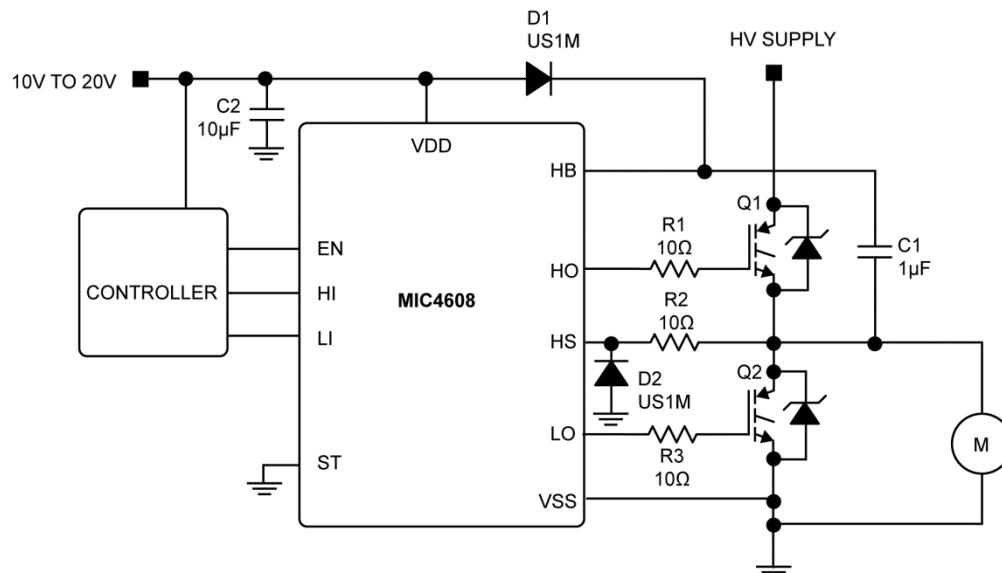 D1
US1M
HV SUPPLY
10V TO 20V
C2
10µF
VDD
HB
Q1
R1
10Ω
C1
1µF
EN
HO
CONTROLLER
HI
MIC4608
R2
10Ω
LI
HS
Q2
D2
US1M
LO
M
R3
10Ω
ST
VSS